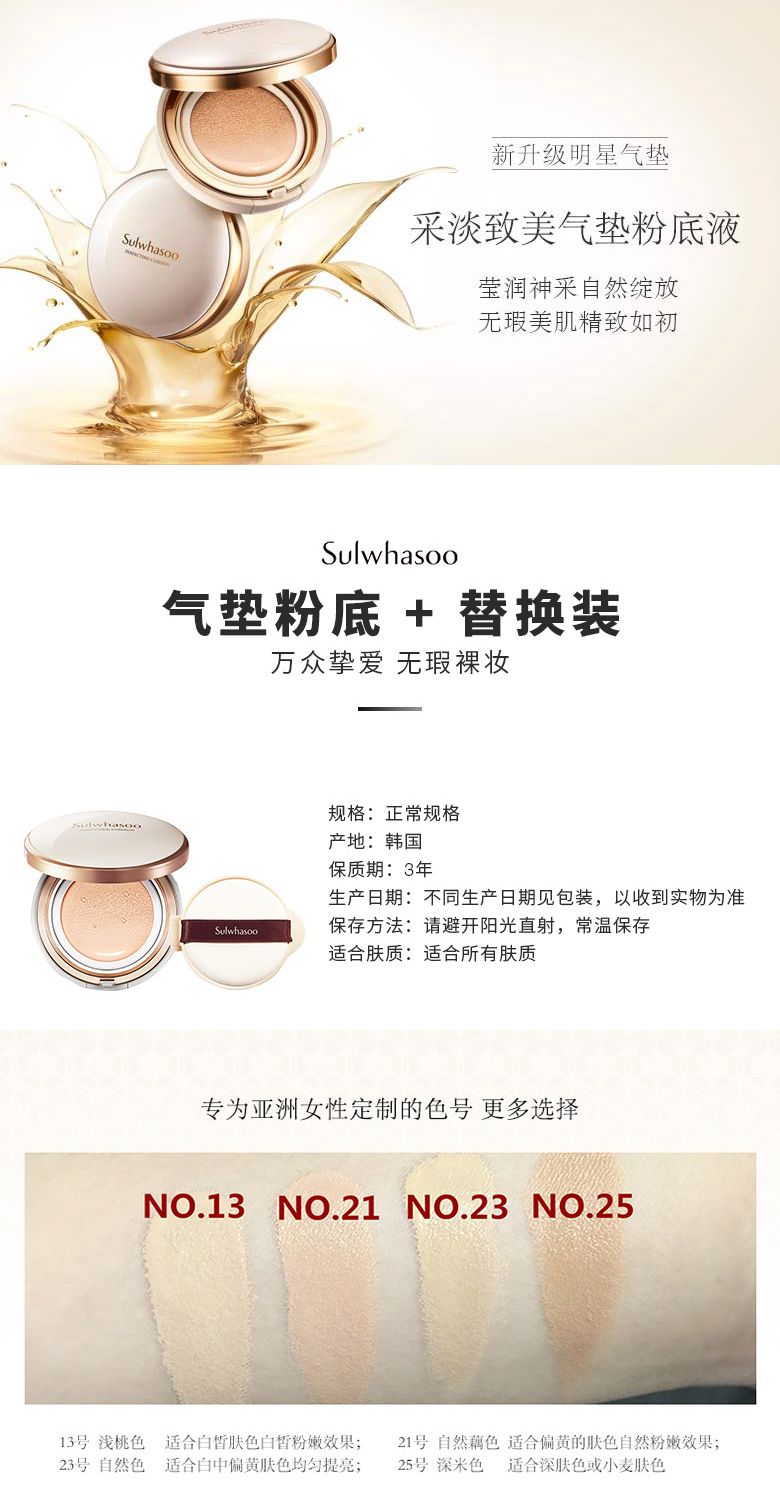 Sulwhasoo
新升级明星气垫
采淡致美气垫粉底液
Sulwhasoo
PERFECTING CUSHION
莹润神采自然绽放
无瑕美肌精致如初
Sulwhasoo
气垫粉底 + 替换装
万众挚爱 无瑕裸妆
Sulwhasoo
PERFECTING CUSHION
Sulwhasoo
规格：正常规格
产地：韩国
保质期：3年
生产日期：不同生产日期见包装，以收到实物为准
保存方法：请避开阳光直射，常温保存
适合肤质：适合所有肤质
专为亚洲女性定制的色号 更多选择
NO.13 NO.21 NO.23 NO.25
13号 浅桃色 适合白皙肤色白皙粉嫩效果； 21号 自然藕色 适合偏黄的肤色自然粉嫩效果；
23号 自然色 适合白中偏黄肤色均匀提亮； 25号 深米色 适合深肤色或小麦肤色